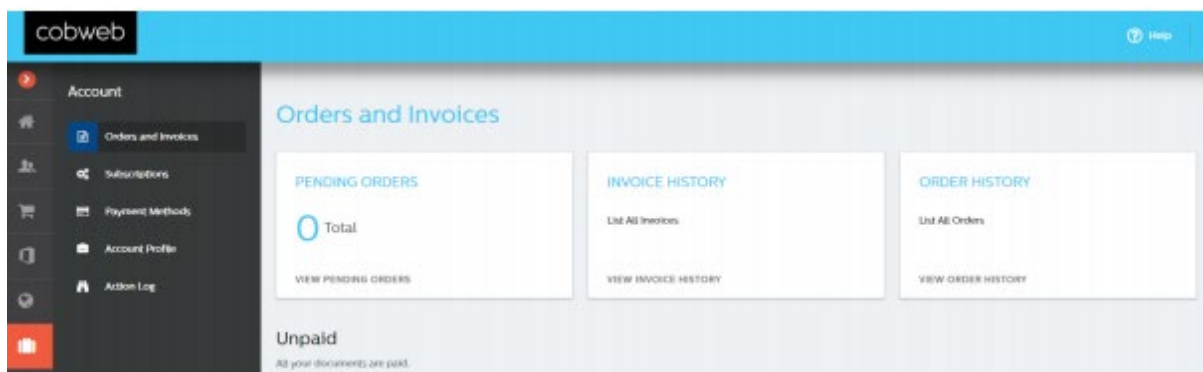 cobweb
Help
Account
Orders and Invoices
Subscriptions
Payment Methods
Account Profile
Action Log
Orders and Invoices
PENDING ORDERS
0 Total
VIEW PENDING ORDERS
INVOICE HISTORY
List All Invoices
VIEW INVOICE HISTORY
ORDER HISTORY
List All Orders
VIEW ORDER HISTORY
Unpaid
All your documents are paid.